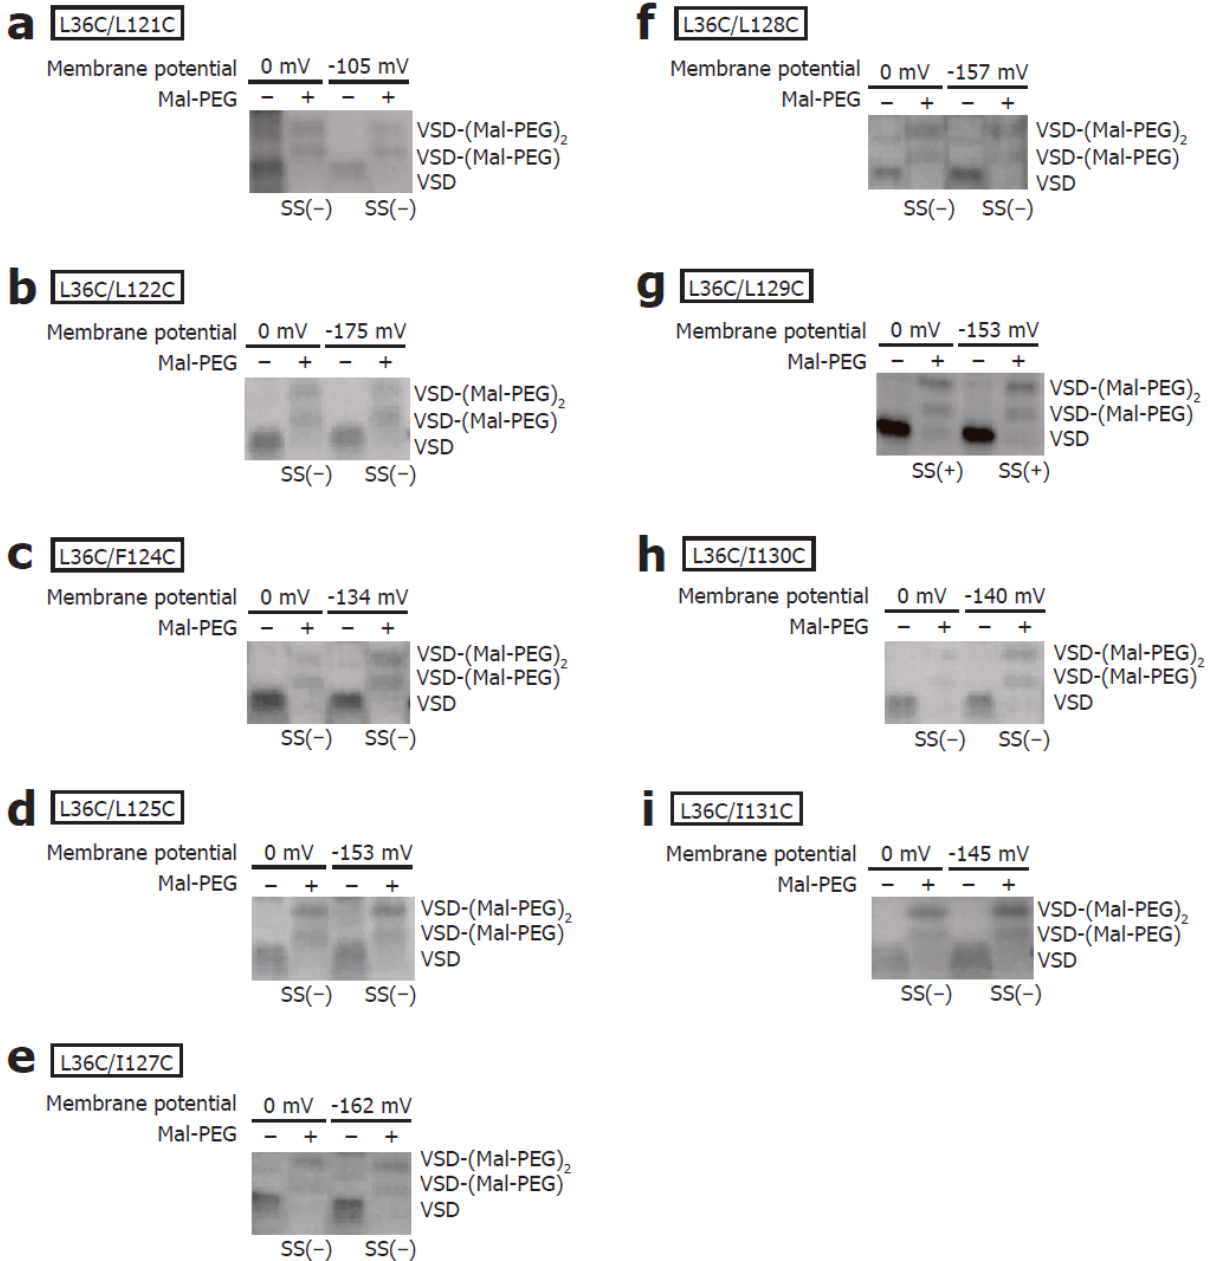 a L36C/L121C
Membrane potential 0 mV -105 mV
Mal-PEG − + − +
VSD-(Mal-PEG)2
VSD-(Mal-PEG)
VSD
SS(−) SS(−)
b L36C/L122C
Membrane potential 0 mV -175 mV
Mal-PEG − + − +
VSD-(Mal-PEG)2
VSD-(Mal-PEG)
VSD
SS(−) SS(−)
c L36C/F124C
Membrane potential 0 mV -134 mV
Mal-PEG − + − +
VSD-(Mal-PEG)2
VSD-(Mal-PEG)
VSD
SS(−) SS(−)
d L36C/L125C
Membrane potential 0 mV -153 mV
Mal-PEG − + − +
VSD-(Mal-PEG)2
VSD-(Mal-PEG)
VSD
SS(−) SS(−)
e L36C/I127C
Membrane potential 0 mV -162 mV
Mal-PEG − + − +
VSD-(Mal-PEG)2
VSD-(Mal-PEG)
VSD
SS(−) SS(−)
f L36C/L128C
Membrane potential 0 mV -157 mV
Mal-PEG − + − +
VSD-(Mal-PEG)2
VSD-(Mal-PEG)
VSD
SS(−) SS(−)
g L36C/L129C
Membrane potential 0 mV -153 mV
Mal-PEG − + − +
VSD-(Mal-PEG)2
VSD-(Mal-PEG)
VSD
SS(+) SS(+)
h L36C/I130C
Membrane potential 0 mV -140 mV
Mal-PEG − + − +
VSD-(Mal-PEG)2
VSD-(Mal-PEG)
VSD
SS(−) SS(−)
i L36C/I131C
Membrane potential 0 mV -145 mV
Mal-PEG − + − +
VSD-(Mal-PEG)2
VSD-(Mal-PEG)
VSD
SS(−) SS(−)